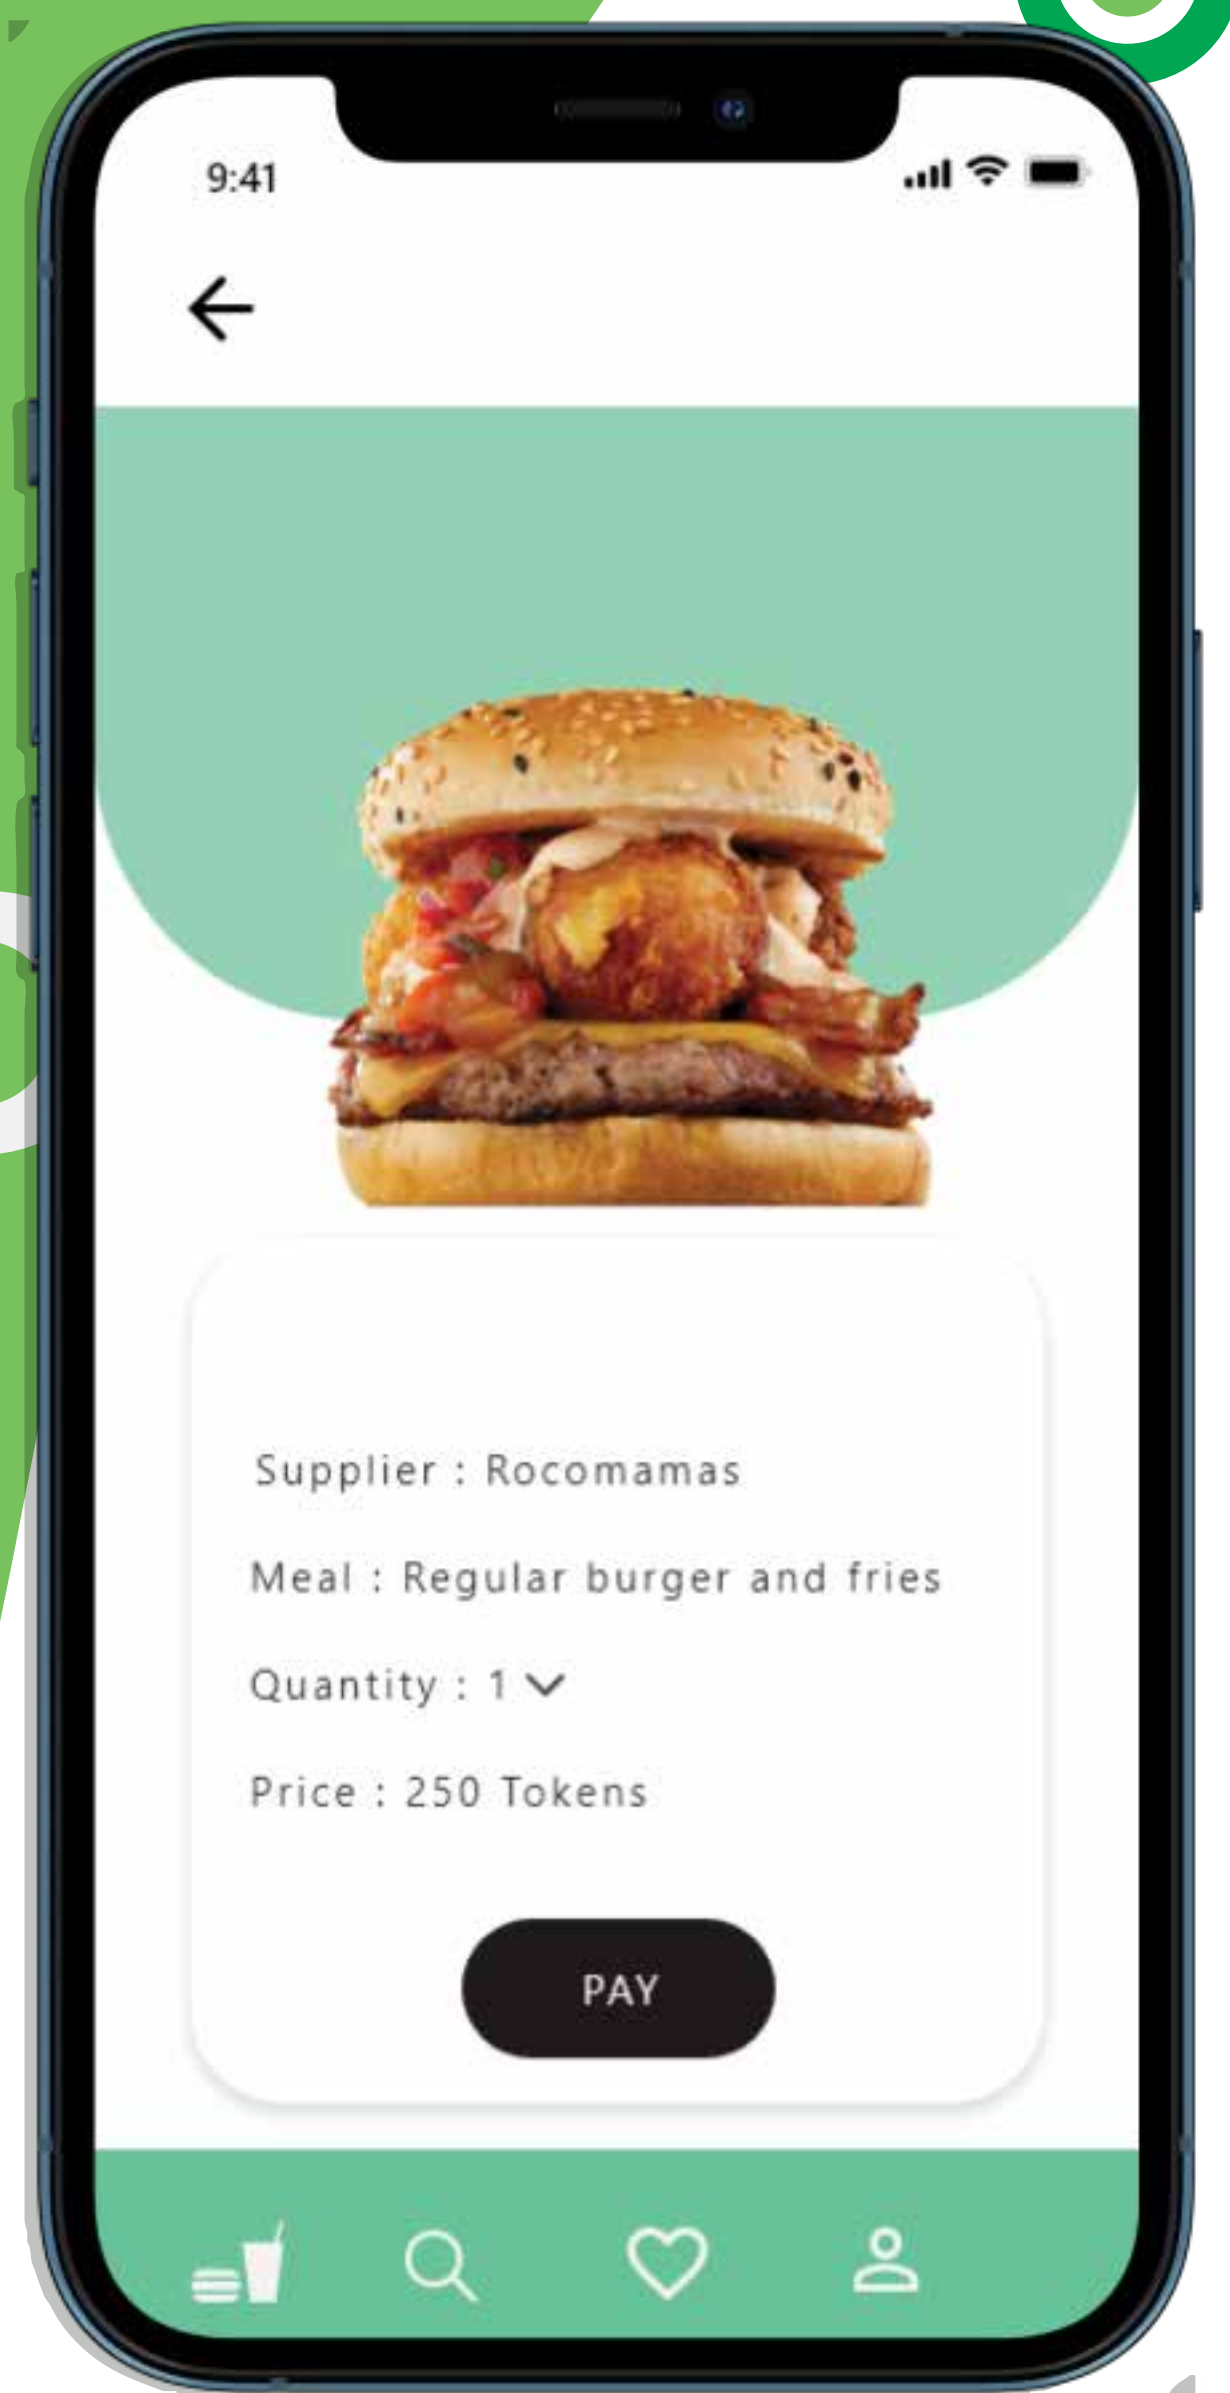 9:41
Supplier : Rocomamas
Meal : Regular burger and fries
Quantity : 1
Price : 250 Tokens
PAY